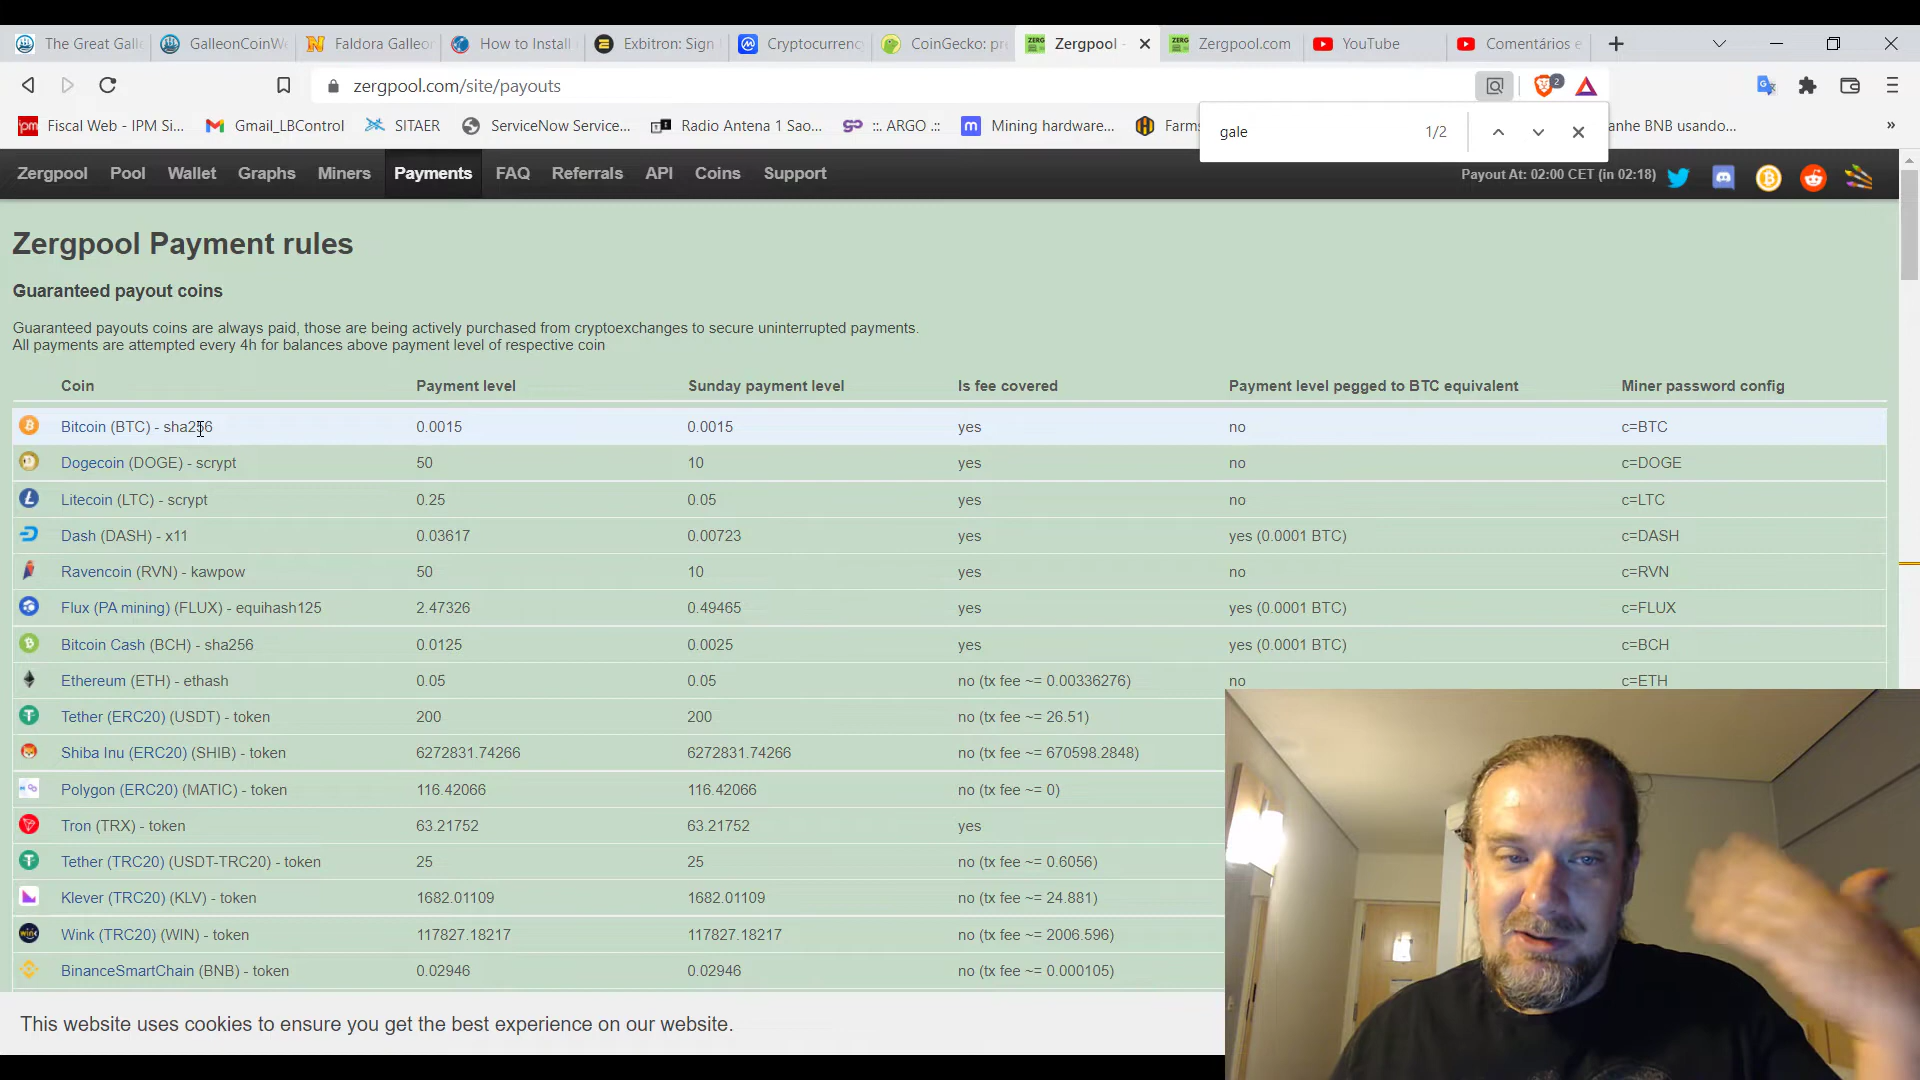 The Great Galle
GalleonCoinWe
Faldora Galleor
How to Install
Exbitron: Sign
Cryptocurrenc
CoinGecko: pr
Zergpool -
Zergpool.com
YouTube
Comentários e
zergpool.com/site/payouts
2
Fiscal Web - IPM Si...
Gmail_LBControl
SITAER
ServiceNow Service...
Radio Antena 1 Sao...
::. ARGO .::
Mining hardware...
Farms
anhe BNB usando...
»
gale
1/2
Zergpool
Pool
Wallet
Graphs
Miners
Payments
FAQ
Referrals
API
Coins
Support
Payout At: 02:00 CET (in 02:18)
Zergpool Payment rules
Guaranteed payout coins
Guaranteed payouts coins are always paid, those are being actively purchased from cryptoexchanges to secure uninterrupted payments.
All payments are attempted every 4h for balances above payment level of respective coin
Coin Payment level Sunday payment level Is fee covered Payment level pegged to BTC equivalent Miner password config
Bitcoin (BTC) - sha256 0.0015 0.0015 yes no c=BTC
Dogecoin (DOGE) - scrypt 50 10 yes no c=DOGE
Litecoin (LTC) - scrypt 0.25 0.05 yes no c=LTC
Dash (DASH) - x11 0.03617 0.00723 yes yes (0.0001 BTC) c=DASH
Ravencoin (RVN) - kawpow 50 10 yes no c=RVN
Flux (PA mining) (FLUX) - equihash125 2.47326 0.49465 yes yes (0.0001 BTC) c=FLUX
Bitcoin Cash (BCH) - sha256 0.0125 0.0025 yes yes (0.0001 BTC) c=BCH
Ethereum (ETH) - ethash 0.05 0.05 no (tx fee ~= 0.00336276) no c=ETH
Tether (ERC20) (USDT) - token 200 200 no (tx fee ~= 26.51)
Shiba Inu (ERC20) (SHIB) - token 6272831.74266 6272831.74266 no (tx fee ~= 670598.2848)
Polygon (ERC20) (MATIC) - token 116.42066 116.42066 no (tx fee ~= 0)
Tron (TRX) - token 63.21752 63.21752 yes
Tether (TRC20) (USDT-TRC20) - token 25 25 no (tx fee ~= 0.6056)
Klever (TRC20) (KLV) - token 1682.01109 1682.01109 no (tx fee ~= 24.881)
Wink (TRC20) (WIN) - token 117827.18217 117827.18217 no (tx fee ~= 2006.596)
BinanceSmartChain (BNB) - token 0.02946 0.02946 no (tx fee ~= 0.000105)
This website uses cookies to ensure you get the best experience on our website.